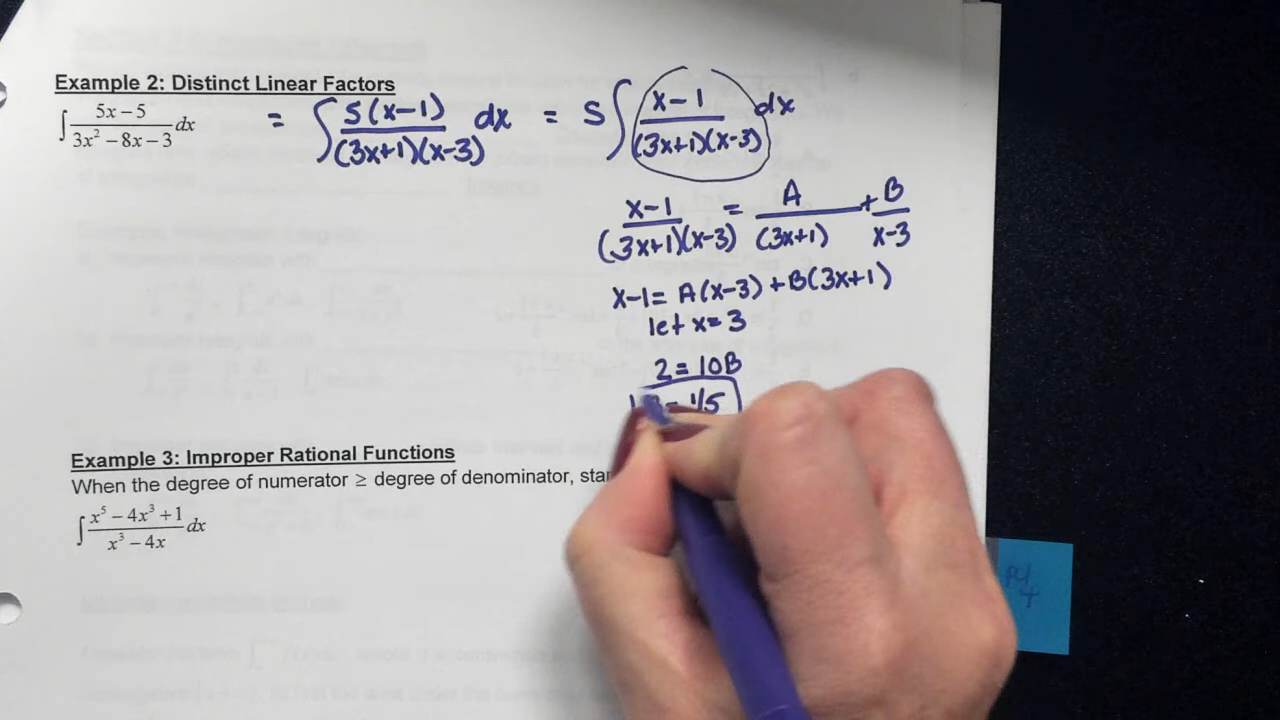 Example 2: Distinct Linear Factors
∫ (5x − 5)/(3x² − 8x − 3) dx = ∫ 5(x−1)/((3x+1)(x−3)) dx = 5 ∫ (x−1)/((3x+1)(x−3)) dx
(x−1)/((3x+1)(x−3)) = A/(3x+1) + B/(x−3)
x−1 = A(x−3) + B(3x+1)
let x = 3
2 = 10B
B = 1/5
Example 3: Improper Rational Functions
When the degree of numerator ≥ degree of denominator,
∫ (x⁵ − 4x³ + 1)/(x³ − 4x) dx